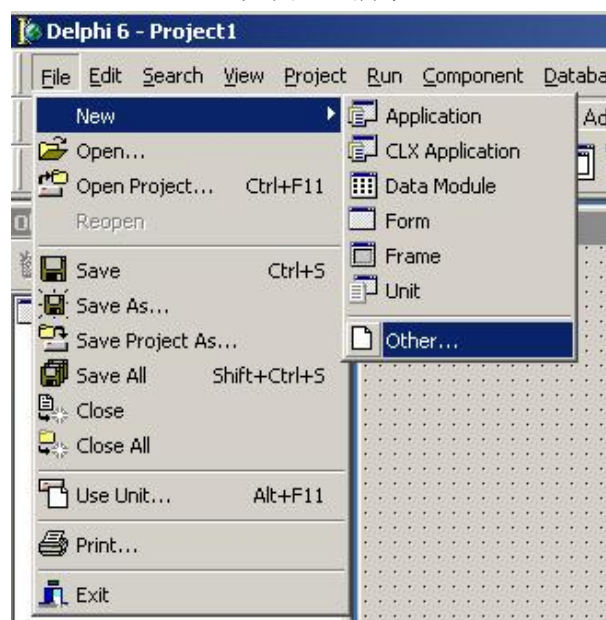 Delphi 6 - Project1
File Edit Search View Project Run Component Databa
New
Open...
Open Project... Ctrl+F11
Reopen
Save Ctrl+S
Save As...
Save Project As...
Save All Shift+Ctrl+S
Close
Close All
Use Unit... Alt+F11
Print...
Exit
Application
CLX Application
Data Module
Form
Frame
Unit
Other...
Ad